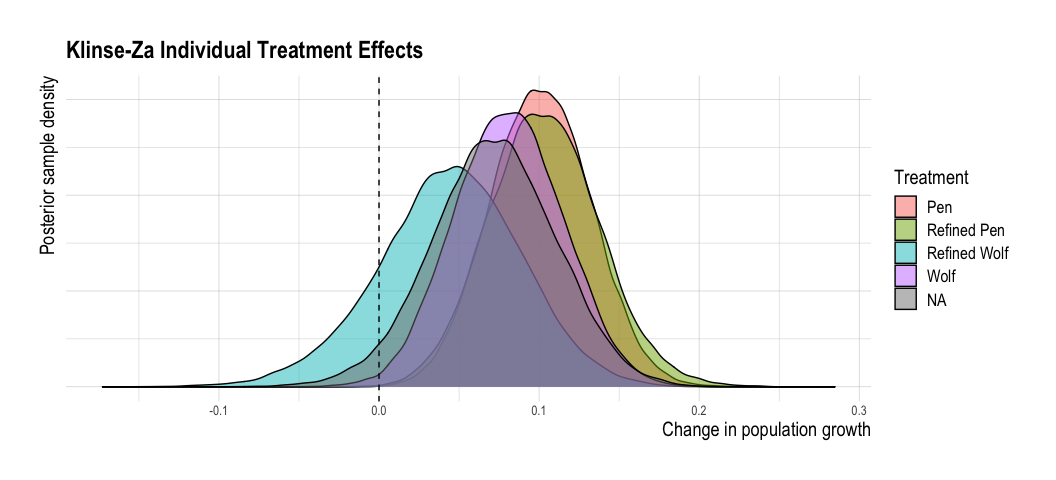 Klinse-Za Individual Treatment Effects
Posterior sample density
-0.1
0.0
0.1
0.2
0.3
Change in population growth
Treatment
Pen
Refined Pen
Refined Wolf
Wolf
NA